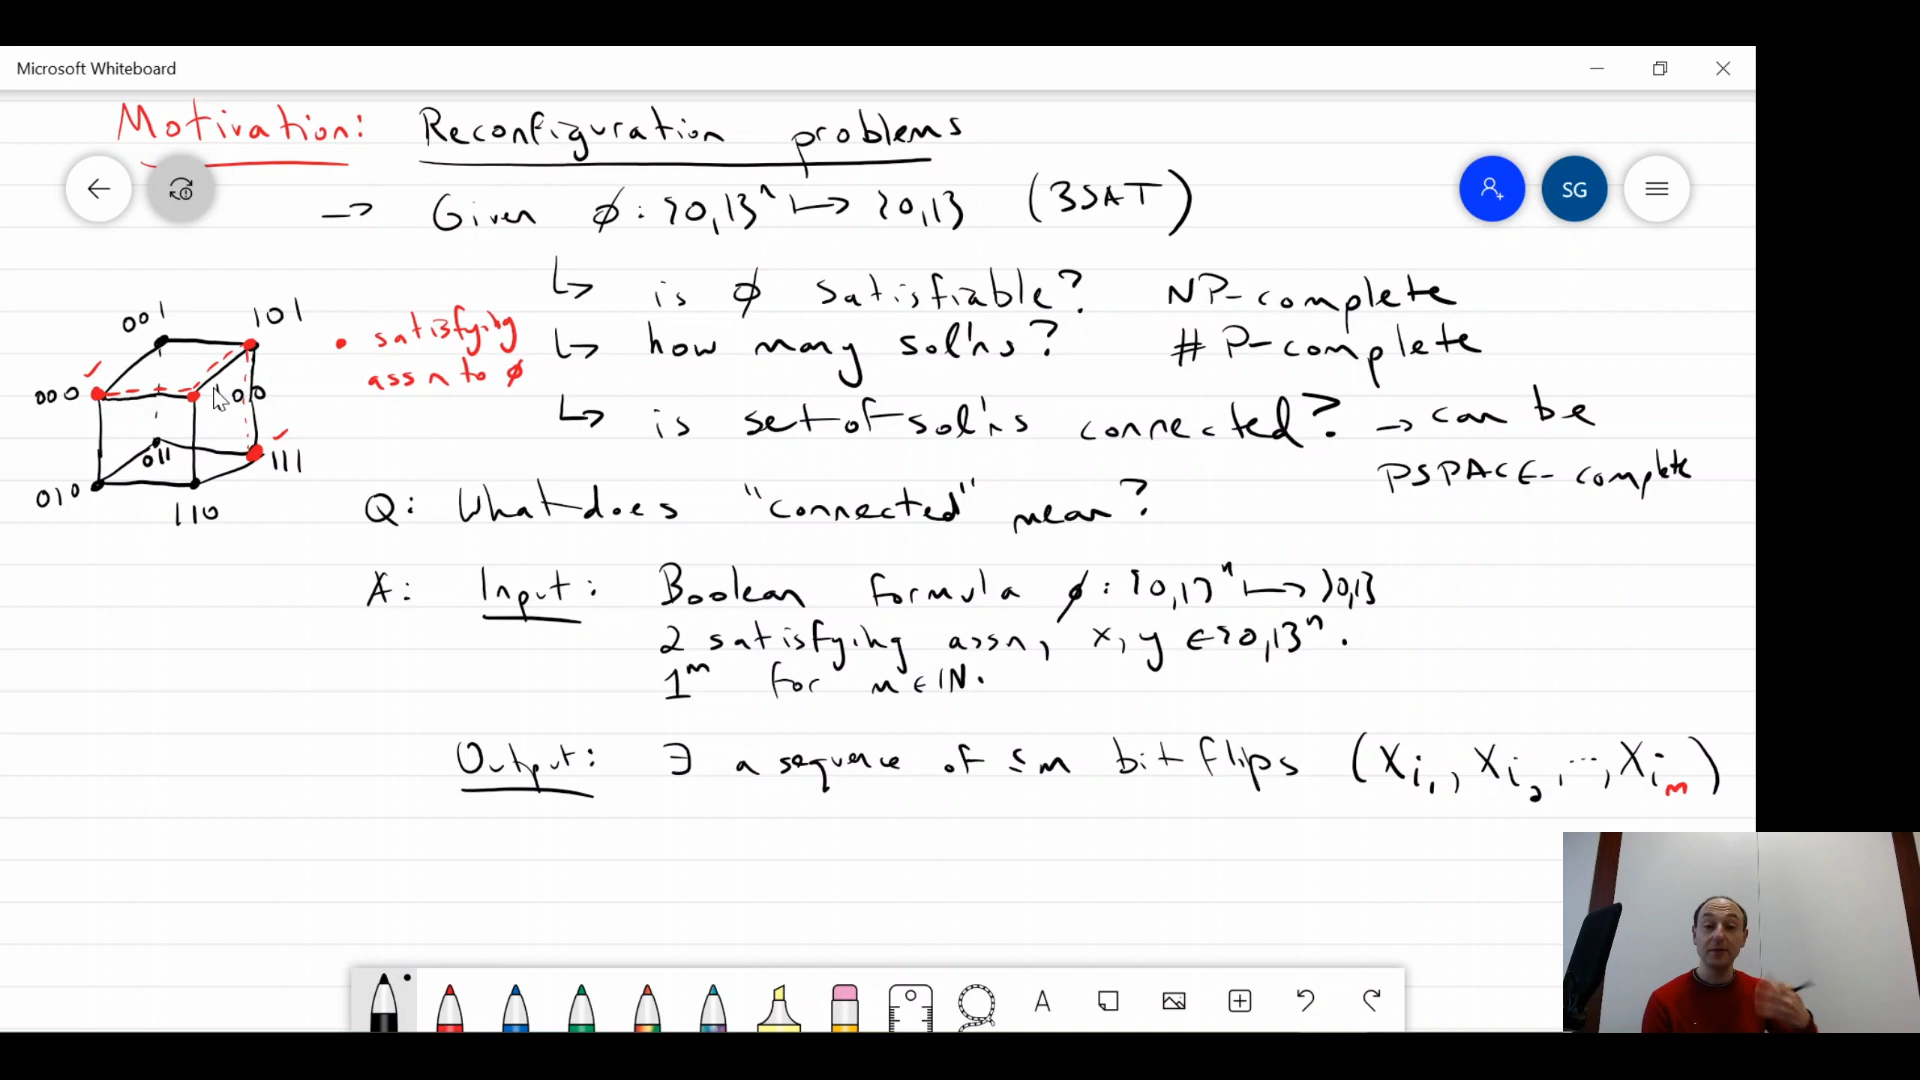 Microsoft Whiteboard
Motivation: Reconfiguration problems
→ Given ϕ: {0,1}ⁿ ↦ {0,1} (3SAT)
SG
↳ is ϕ satisfiable? NP-complete
↳ how many sol'ns? #P-complete
↳ is set of sol'ns connected? → can be
PSPACE-complete
001
101
000
100
011
111
010
110
• satisfying
assn to ϕ
Q: What does "connected" mean?
A: Input: Boolean formula ϕ: {0,1}ⁿ ↦ {0,1}
2 satisfying assn, x, y ∈ {0,1}ⁿ.
1ᵐ for m ∈ ℕ.
Output: ∃ a sequence of ≤m bit flips (X_{i_1}, X_{i_2}, ..., X_{i_m})
A